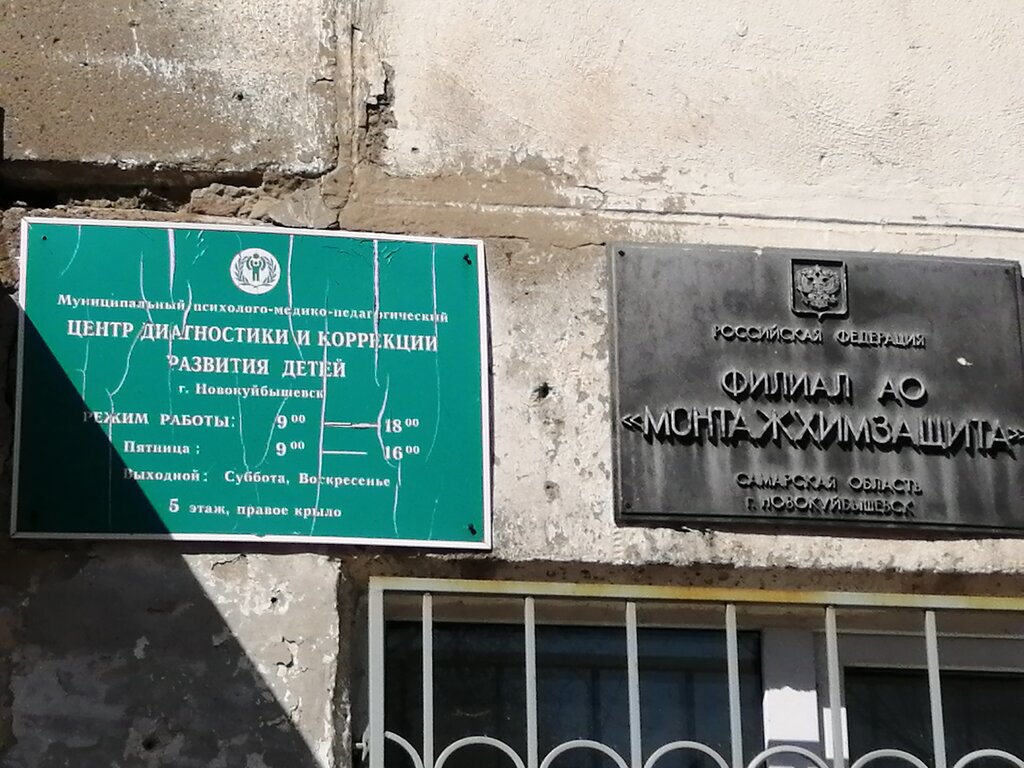 Муниципальный психолого-медико-педагогический
ЦЕНТР ДИАГНОСТИКИ И КОРРЕКЦИИ
РАЗВИТИЯ ДЕТЕЙ
г. Новокуйбышевск
РЕЖИМ РАБОТЫ: 9 00 — 18 00
Пятница : 9 00 — 16 00
Выходной: Суббота, Воскресенье
5 этаж, правое крыло
РОССИЙСКАЯ ФЕДЕРАЦИЯ
ФИЛИАЛ АО
«МОНТАЖХИМЗАЩИТА»
САМАРСКАЯ ОБЛАСТЬ
Г. НОВОКУЙБЫШЕВСК